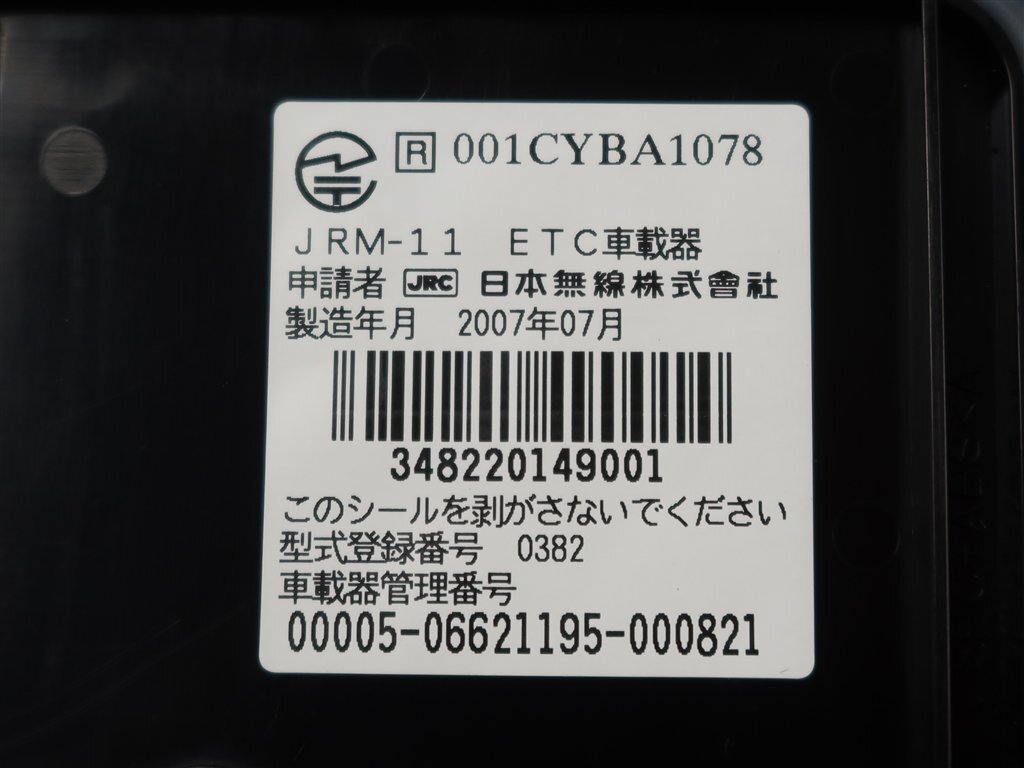 R 001CYBA1078
JRM-11 ETC車載器
申請者 JRC 日本無線株式會社
製造年月 2007年07月
348220149001
このシールを剥がさないでください
型式登録番号 0382
車載器管理番号
00005-06621195-000821